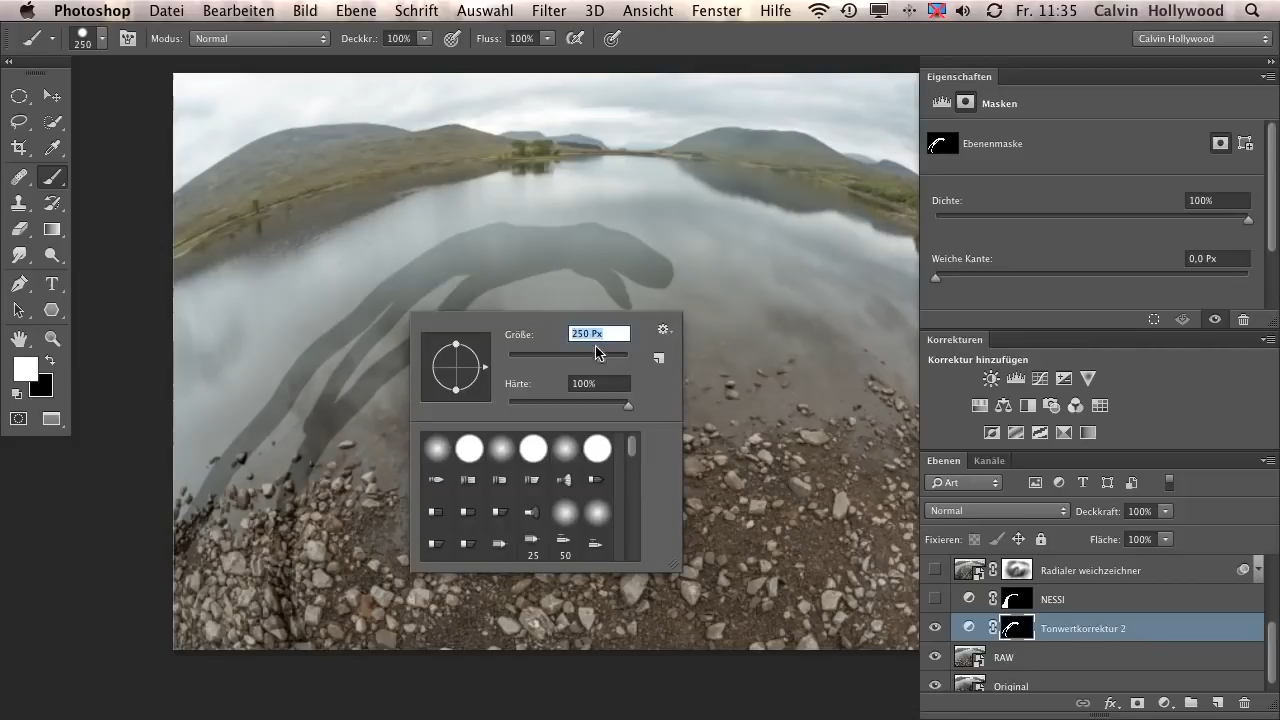 Photoshop Datei Bearbeiten Bild Ebene Schrift Auswahl Filter 3D Ansicht Fenster Hilfe Fr. 11:35 Calvin Hollywood
250 Modus: Normal Deckkr.: 100% Fluss: 100% Calvin Hollywood
Eigenschaften
Masken
Ebenenmaske
Dichte: 100%
Weiche Kante: 0,0 Px
Größe: 250 Px
Härte: 100%
25 50
Korrekturen
Korrektur hinzufügen
Ebenen Kanäle
Art
Normal Deckkraft: 100%
Fixieren: Fläche: 100%
Radialer weichzeichner
NESSI
Tonwertkorrektur 2
RAW
Original